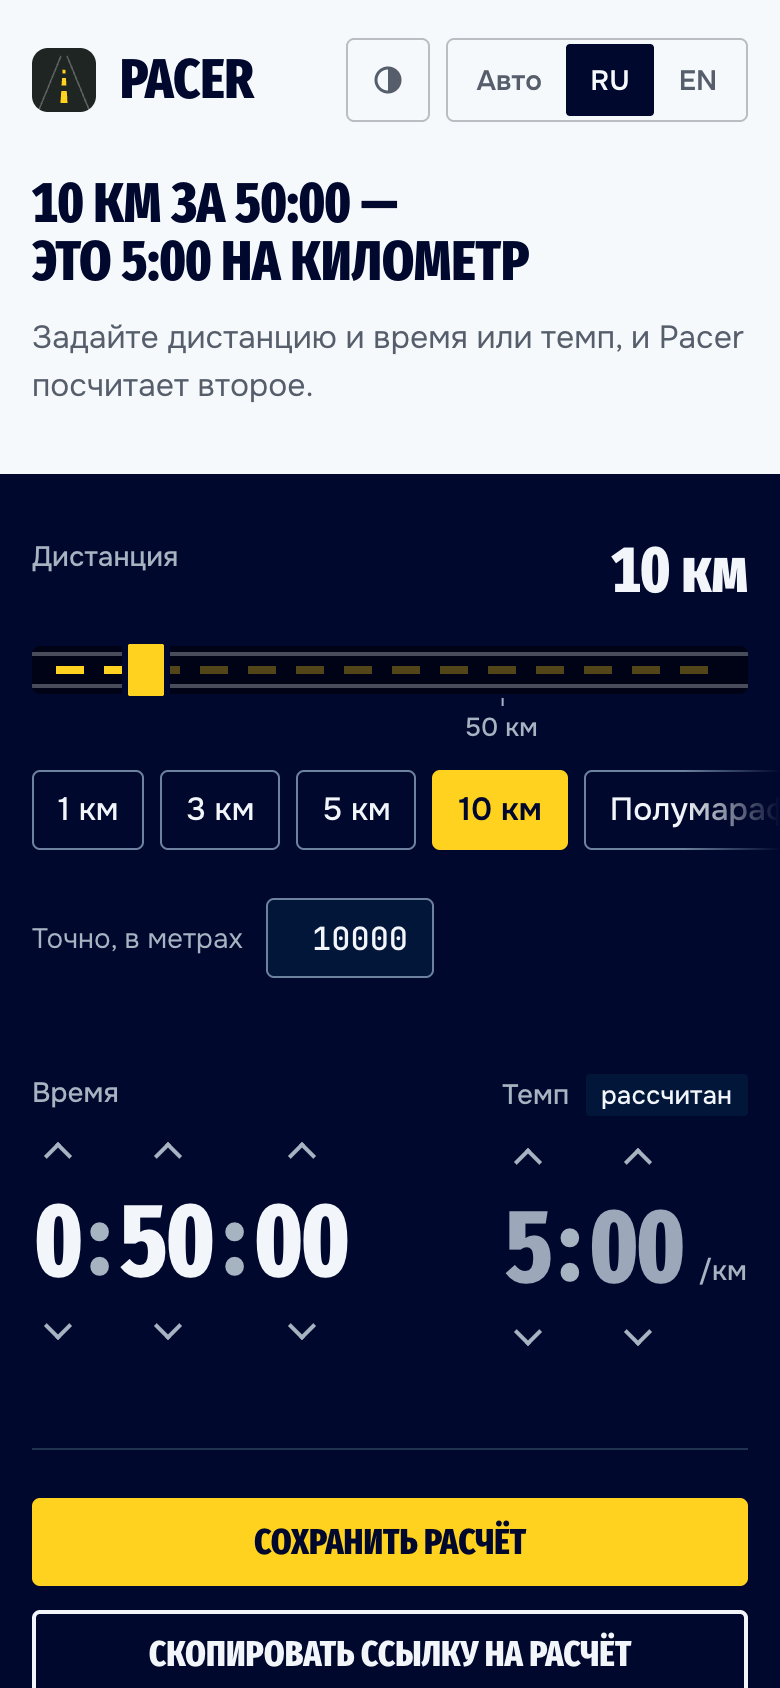 PACER
Авто RU EN
10 КМ ЗА 50:00 —
ЭТО 5:00 НА КИЛОМЕТР
Задайте дистанцию и время или темп, и Pacer
посчитает второе.
Дистанция
10 км
50 км
1 км 3 км 5 км 10 км
Точно, в метрах 10000
Время
Темп рассчитан
0:50:00
5:00 /км
СОХРАНИТЬ РАСЧЁТ
СКОПИРОВАТЬ ССЫЛКУ НА РАСЧЁТ